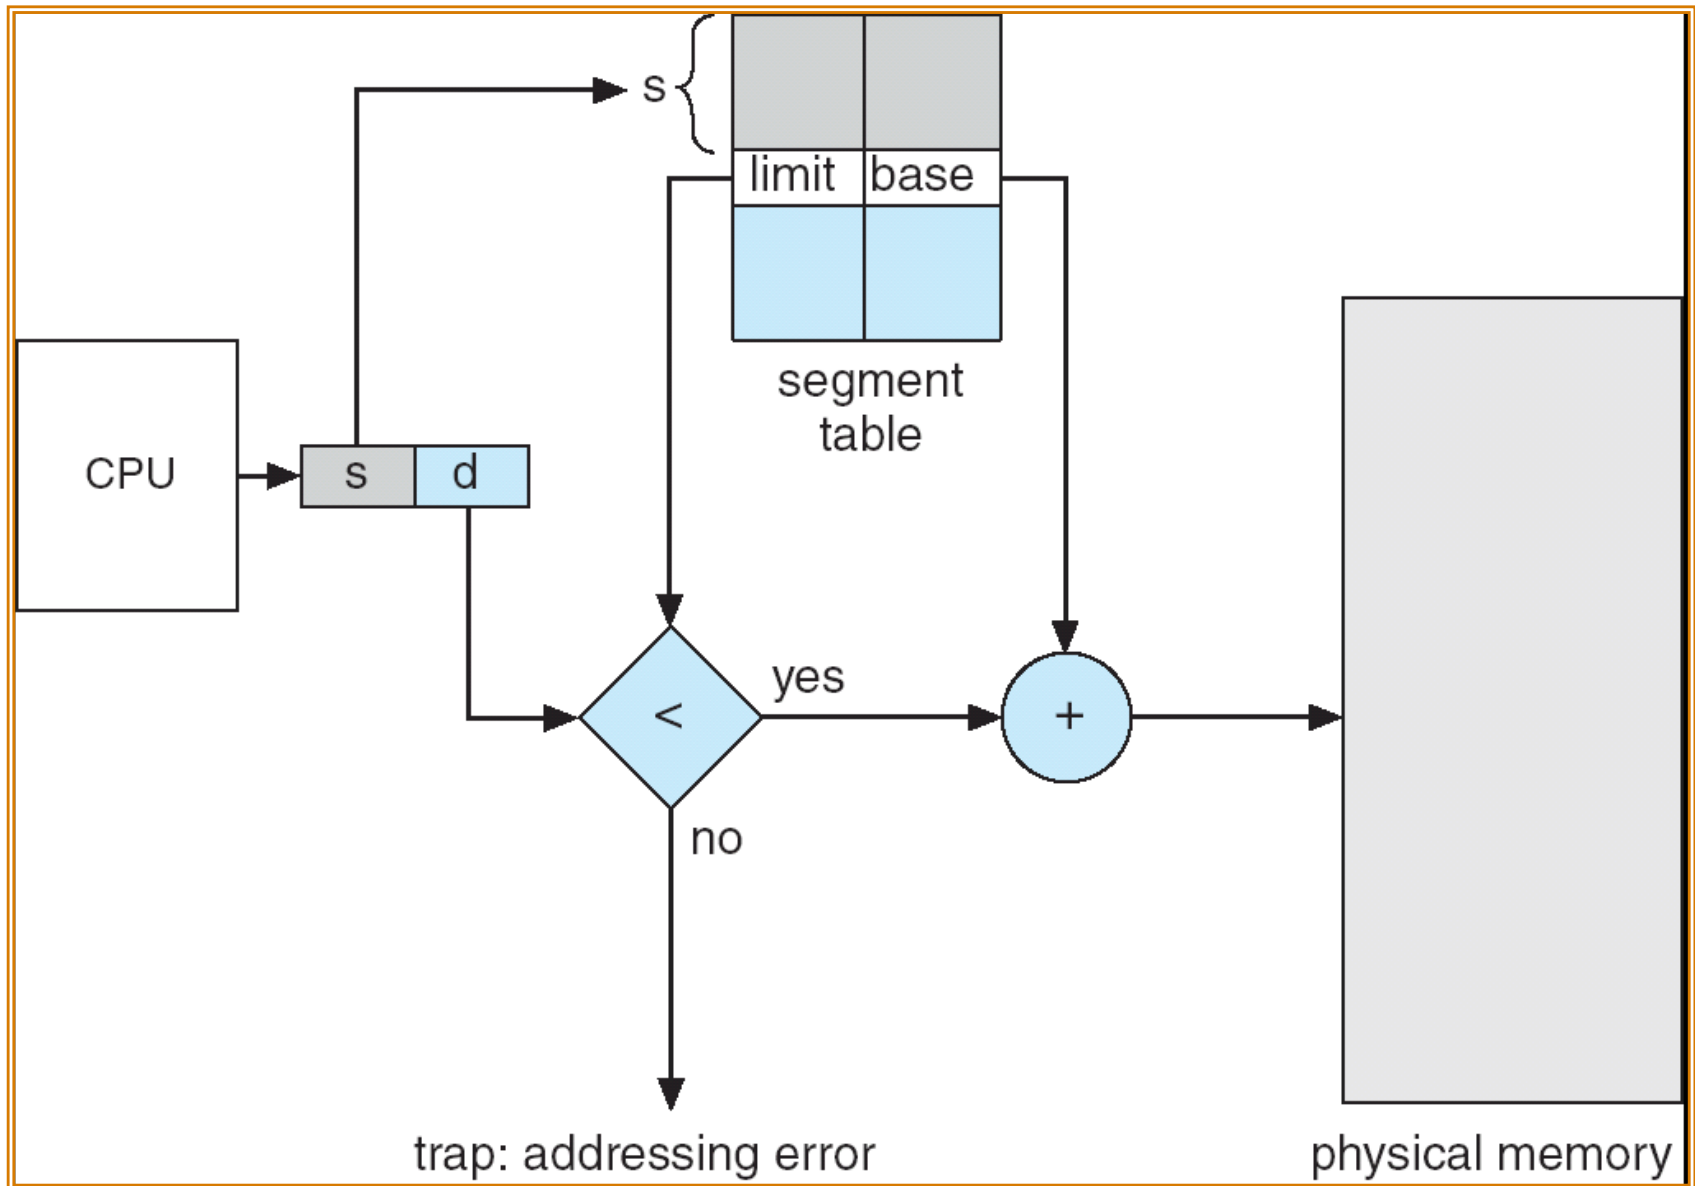 s
limit base
segment
table
CPU
s d
yes
<
+
no
trap: addressing error
physical memory